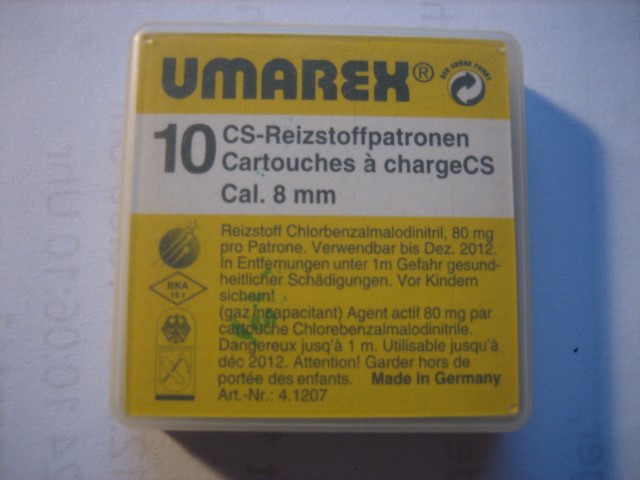 UMAREX®
DER GRÜNE PUNKT
10 CS-Reizstoffpatronen
Cartouches à chargeCS
Cal. 8 mm
Reizstoff Chlorbenzalmalodinitril, 80 mg
pro Patrone. Verwendbar bis Dez. 2012.
In Entfernungen unter 1m Gefahr gesund-
heitlicher Schädigungen. Vor Kindern
sichern!
(gaz incapacitant) Agent actif 80 mg par
cartouche Chlorebenzalmalodinitrile.
Dangereux jusq'à 1 m. Utilisable jusqu'à
déc 2012. Attention! Garder hors de
portée des enfants. Made in Germany
Art.-Nr.: 4.1207
BKA